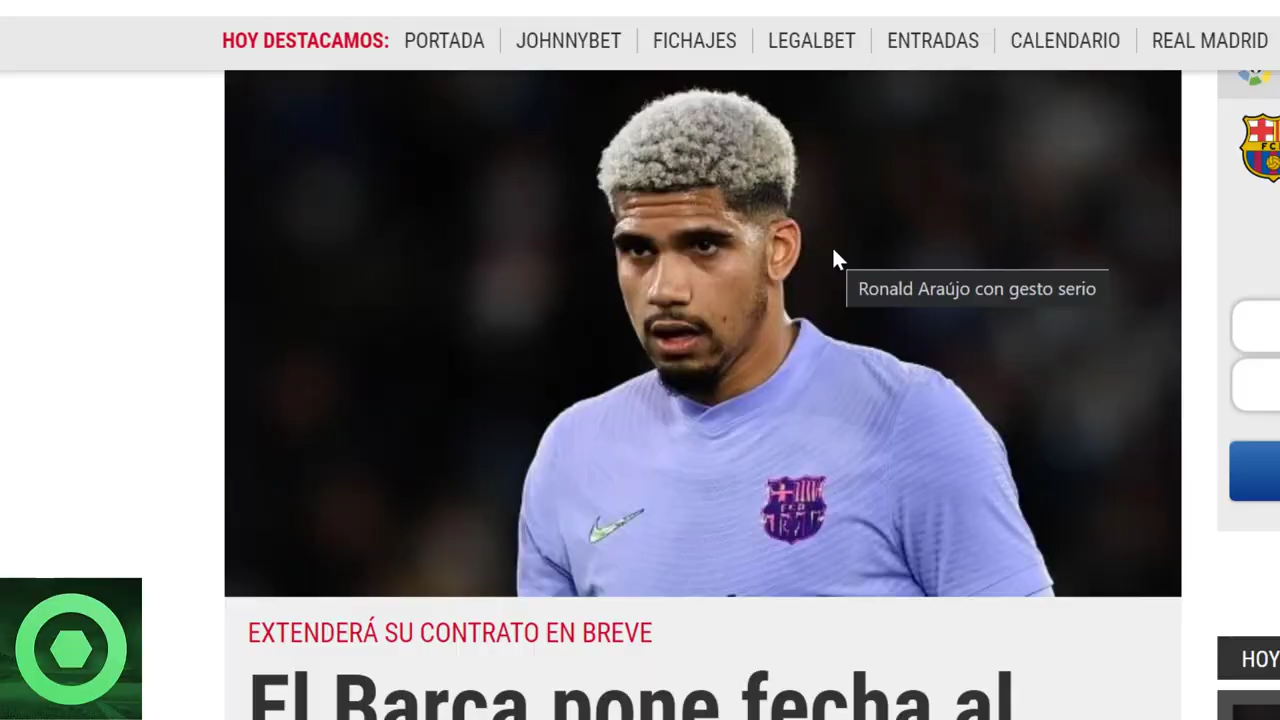 HOY DESTACAMOS: PORTADA JOHNNYBET FICHAJES LEGALBET ENTRADAS CALENDARIO REAL MADRID
Ronald Araújo con gesto serio
EXTENDERÁ SU CONTRATO EN BREVE
El Barça pone fecha al
HOY